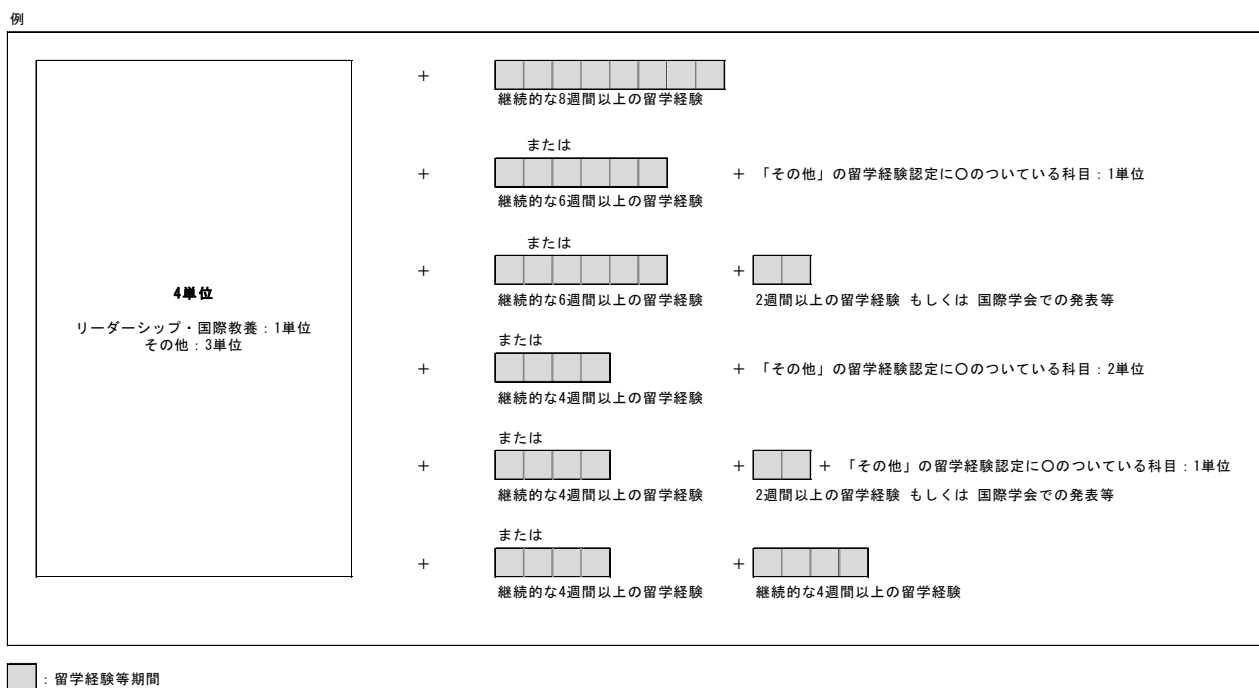 例
+
継続的な8週間以上の留学経験
または
+ + 「その他」の留学経験認定に〇のついている科目：1単位
継続的な6週間以上の留学経験
または
+ +
4単位
継続的な6週間以上の留学経験 2週間以上の留学経験 もしくは 国際学会での発表等
リーダーシップ・国際教養：1単位
その他：3単位
または
+ + 「その他」の留学経験認定に〇のついている科目：2単位
継続的な4週間以上の留学経験
または
+ + + 「その他」の留学経験認定に〇のついている科目：1単位
継続的な4週間以上の留学経験 2週間以上の留学経験 もしくは 国際学会での発表等
または
+ +
継続的な4週間以上の留学経験 継続的な4週間以上の留学経験
：留学経験等期間